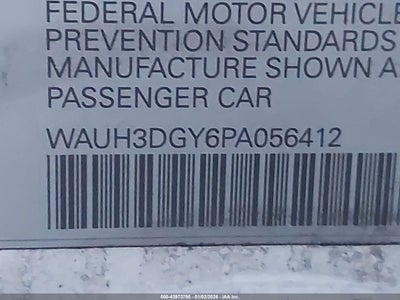 FEDERAL MOTOR VEHICLE
PREVENTION STANDARDS
MANUFACTURE SHOWN A
PASSENGER CAR
WAUH3DGY6PA056412